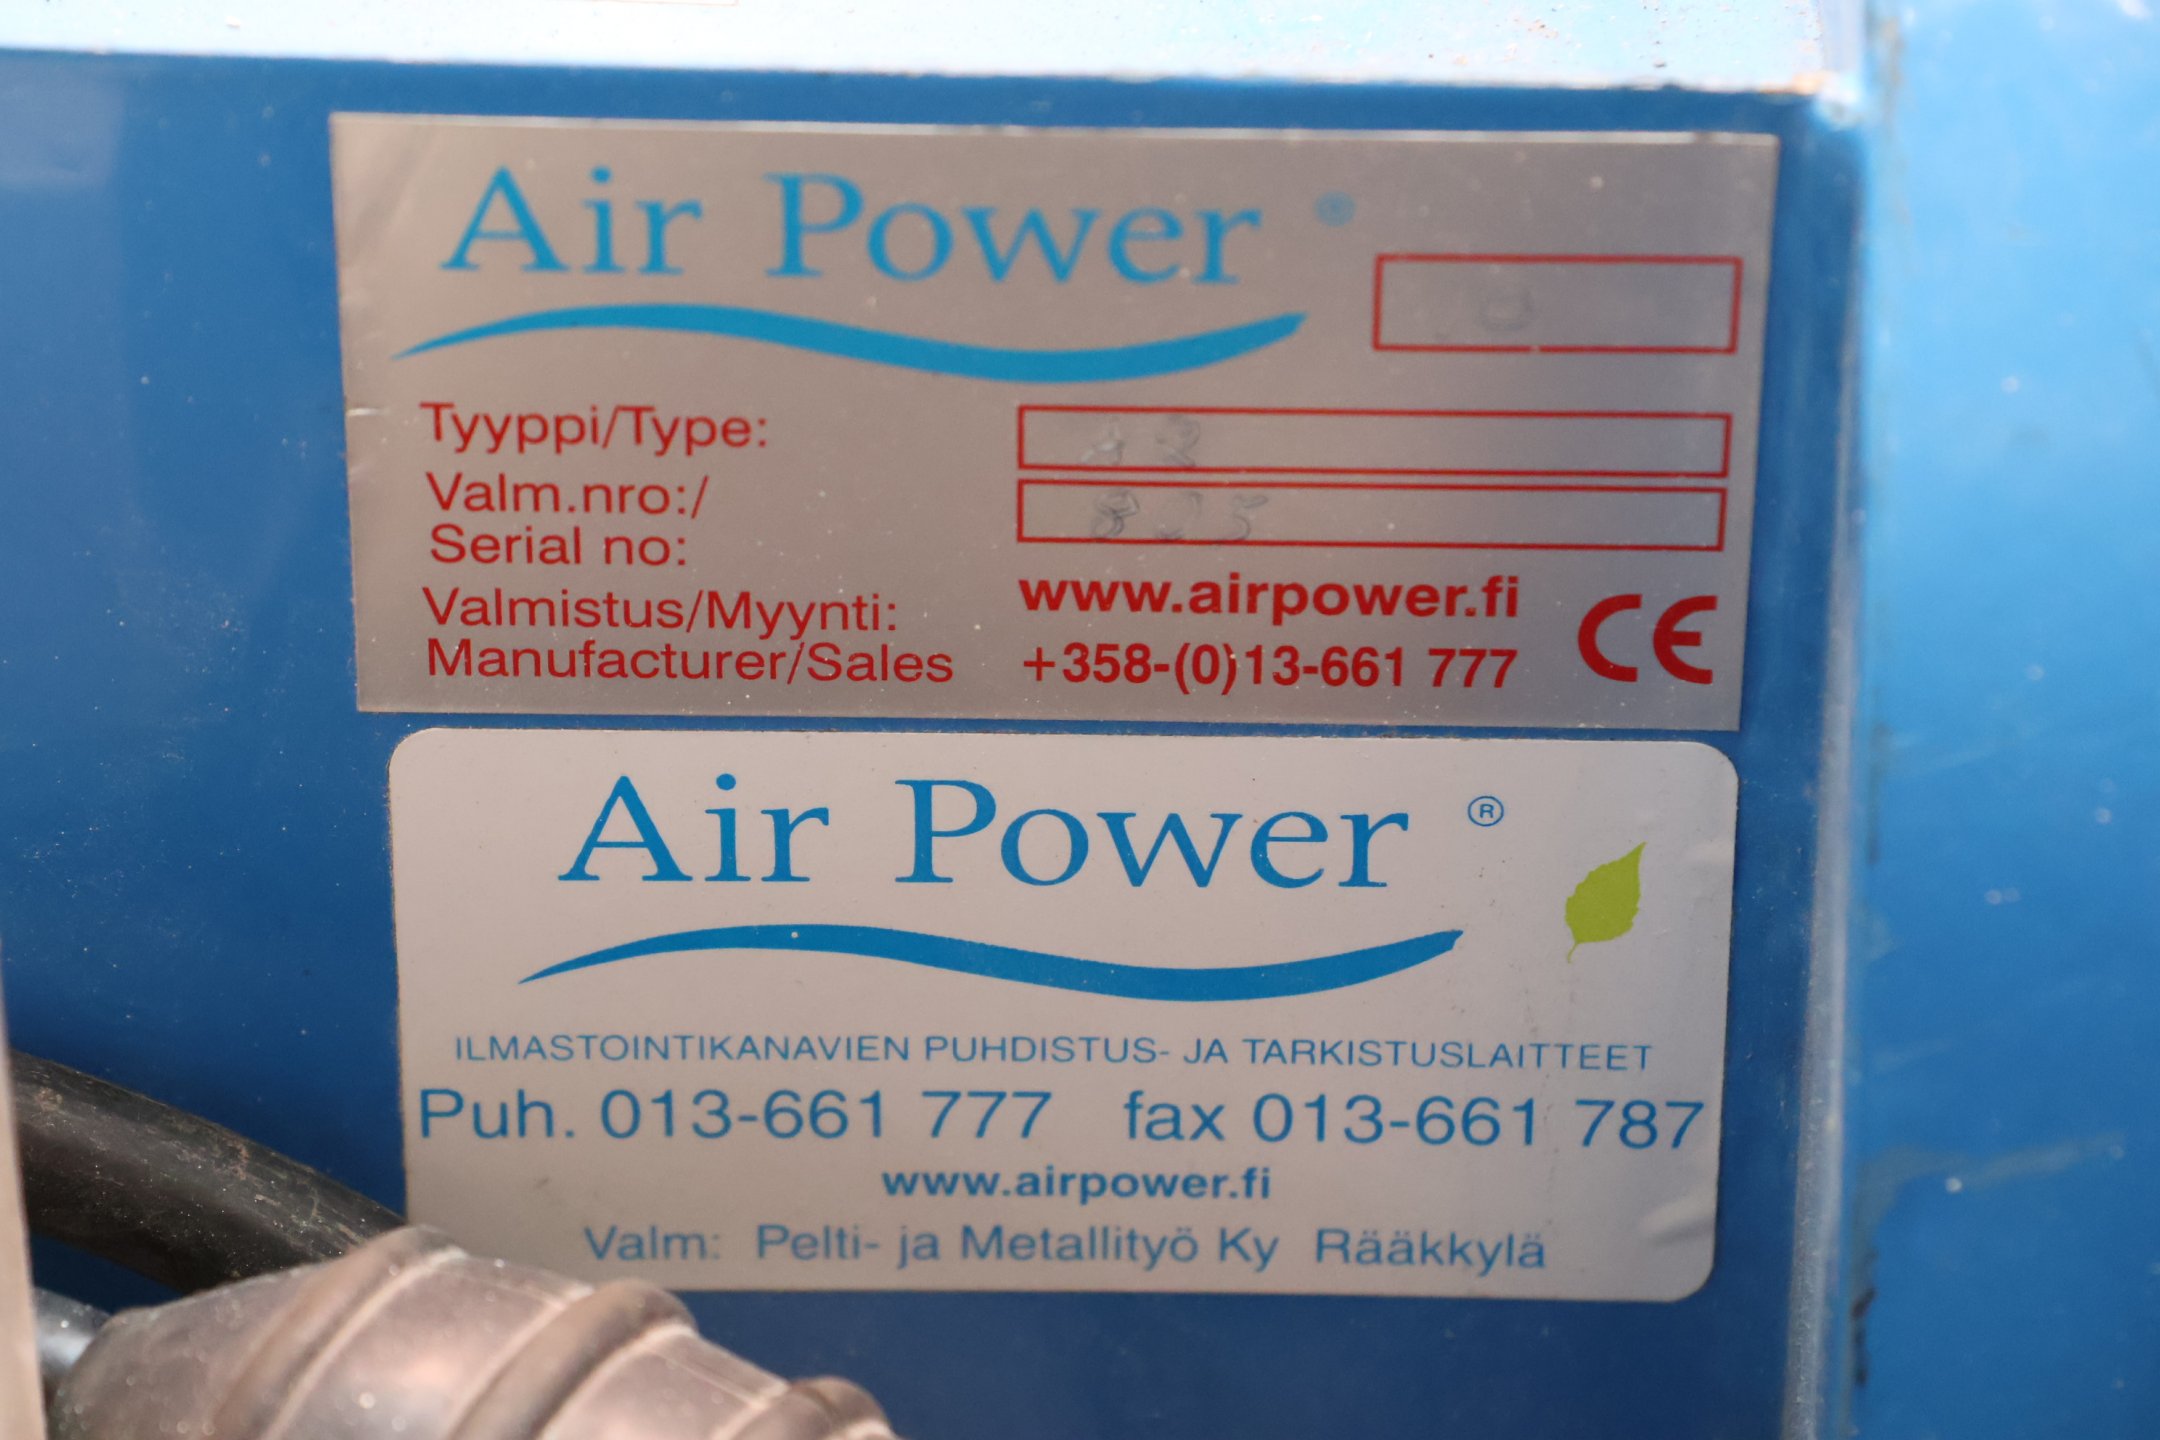 Air Power ®
Tyyppi/Type:
Valm.nro:/
Serial no:
Valmistus/Myynti: www.airpower.fi
Manufacturer/Sales +358-(0)13-661 777 CE
Air Power ®
ILMASTOINTIKANAVIEN PUHDISTUS- JA TARKISTUSLAITTEET
Puh. 013-661 777 fax 013-661 787
www.airpower.fi
Valm: Pelti- ja Metallityö Ky Rääkkylä